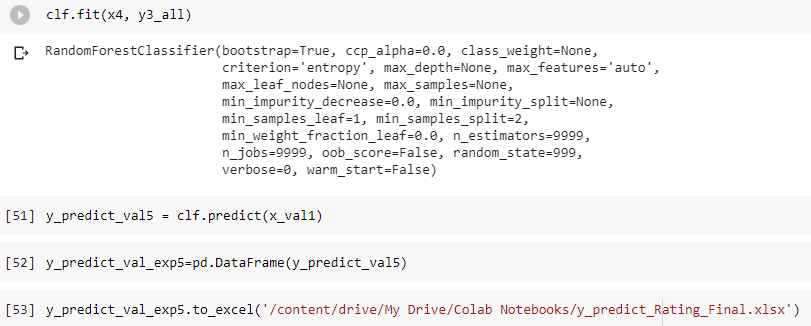 clf.fit(x4, y3_all)
RandomForestClassifier(bootstrap=True, ccp_alpha=0.0, class_weight=None,
criterion='entropy', max_depth=None, max_features='auto',
max_leaf_nodes=None, max_samples=None,
min_impurity_decrease=0.0, min_impurity_split=None,
min_samples_leaf=1, min_samples_split=2,
min_weight_fraction_leaf=0.0, n_estimators=9999,
n_jobs=9999, oob_score=False, random_state=999,
verbose=0, warm_start=False)
[51] y_predict_val5 = clf.predict(x_val1)
[52] y_predict_val_exp5=pd.DataFrame(y_predict_val5)
[53] y_predict_val_exp5.to_excel('/content/drive/My Drive/Colab Notebooks/y_predict_Rating_Final.xlsx')